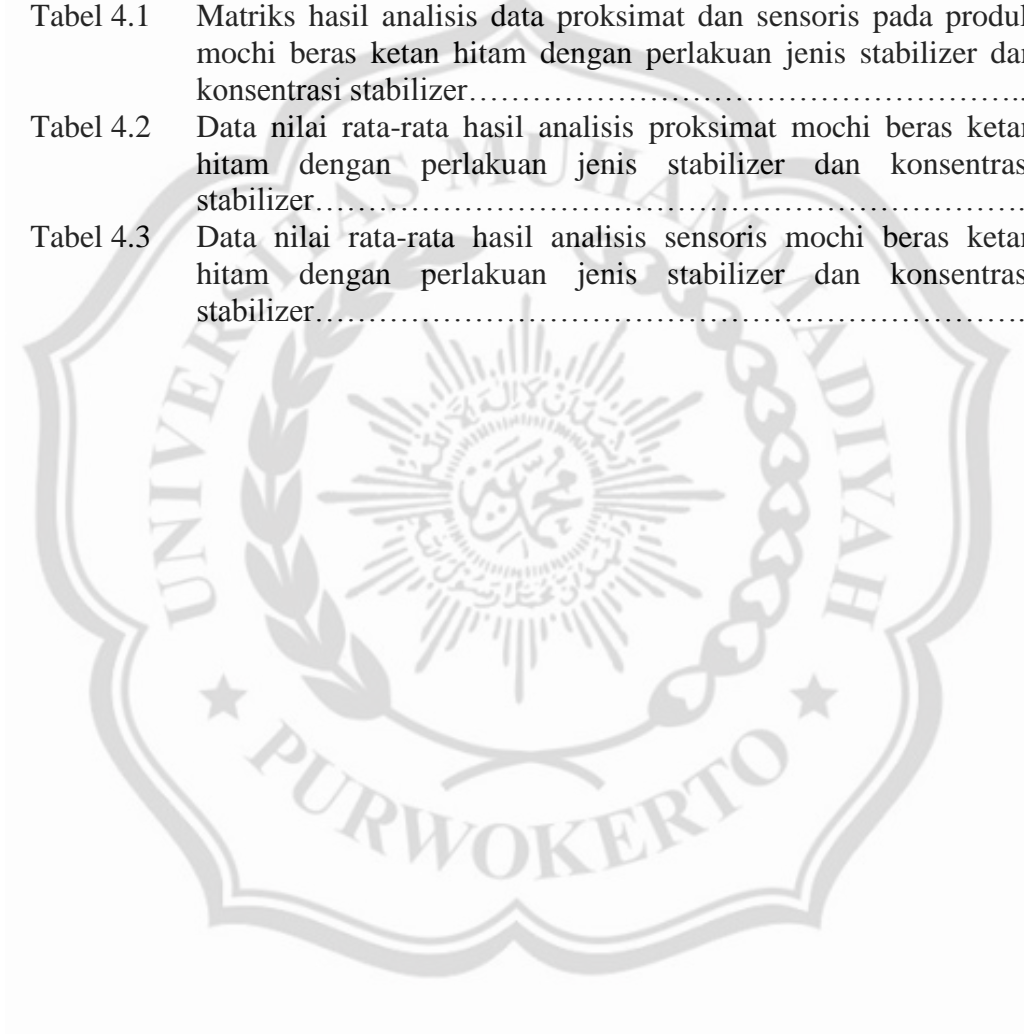 Tabel 4.1 Matriks hasil analisis data proksimat dan sensoris pada produk
mochi beras ketan hitam dengan perlakuan jenis stabilizer dan
konsentrasi stabilizer……………………………………………..
Tabel 4.2 Data nilai rata-rata hasil analisis proksimat mochi beras ketan
hitam dengan perlakuan jenis stabilizer dan konsentrasi
stabilizer………………………………………………………….
Tabel 4.3 Data nilai rata-rata hasil analisis sensoris mochi beras ketan
hitam dengan perlakuan jenis stabilizer dan konsentrasi
stabilizer………………………………………………………….
UNIVERSITAS MUHAMMADIYAH
PURWOKERTO
محمد